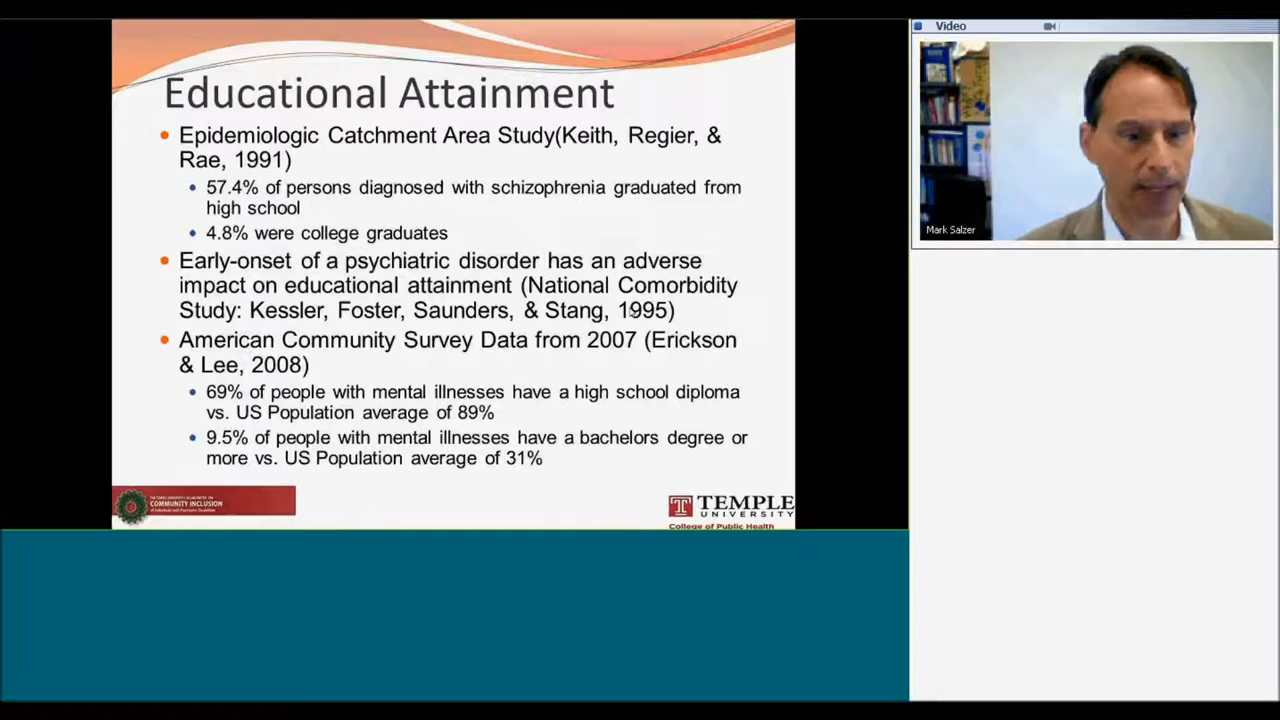 Educational Attainment
Epidemiologic Catchment Area Study(Keith, Regier, &
Rae, 1991)
57.4% of persons diagnosed with schizophrenia graduated from
high school
4.8% were college graduates
Early-onset of a psychiatric disorder has an adverse
impact on educational attainment (National Comorbidity
Study: Kessler, Foster, Saunders, & Stang, 1995)
American Community Survey Data from 2007 (Erickson
& Lee, 2008)
69% of people with mental illnesses have a high school diploma
vs. US Population average of 89%
9.5% of people with mental illnesses have a bachelors degree or
more vs. US Population average of 31%
COMMUNITY INCLUSION
of Individuals with Psychiatric Disabilities
TEMPLE
UNIVERSITY
College of Public Health
Video
Mark Salzer